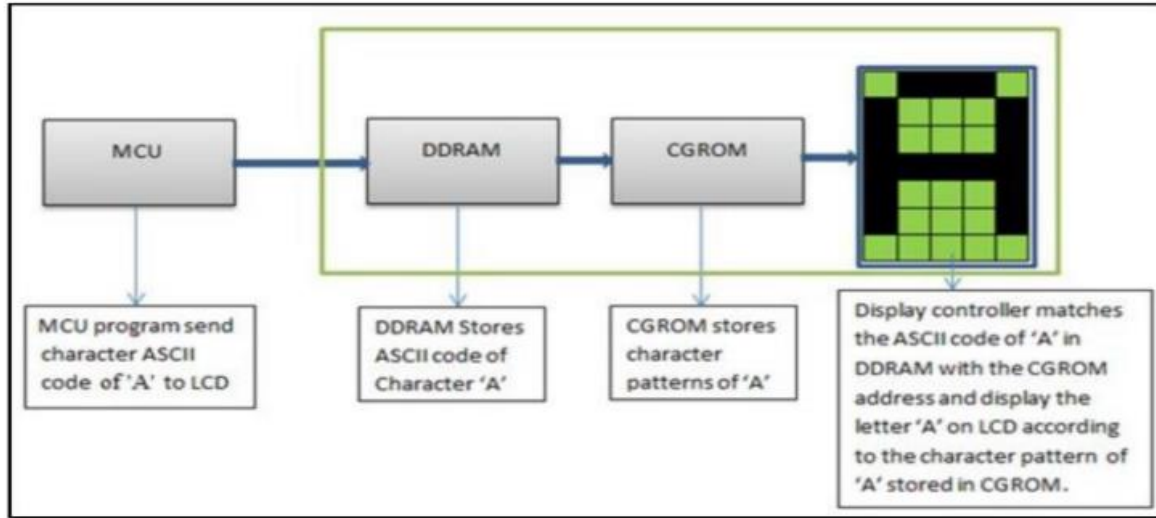 MCU
DDRAM
CGROM
MCU program send
character ASCII
code of 'A' to LCD
DDRAM Stores
ASCII code of
Character ‘A’
CGROM stores
character
patterns of ‘A’
Display controller matches
the ASCII code of ‘A’ in
DDRAM with the CGROM
address and display the
letter ‘A’ on LCD according
to the character pattern of
‘A’ stored in CGROM.